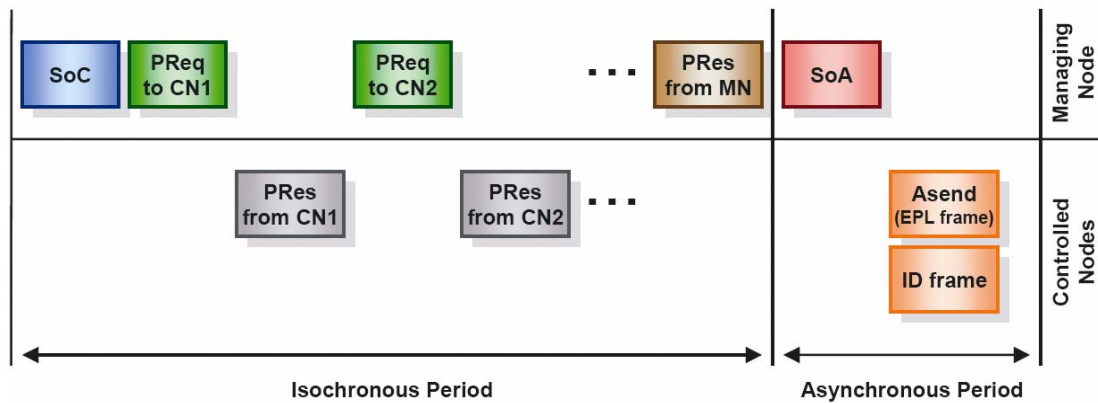 SoC
PReq
to CN1
PReq
to CN2
...
PRes
from MN
SoA
Managing
Node
PRes
from CN1
PRes
from CN2
...
Asend
(EPL frame)
ID frame
Controlled
Nodes
Isochronous Period
Asynchronous Period